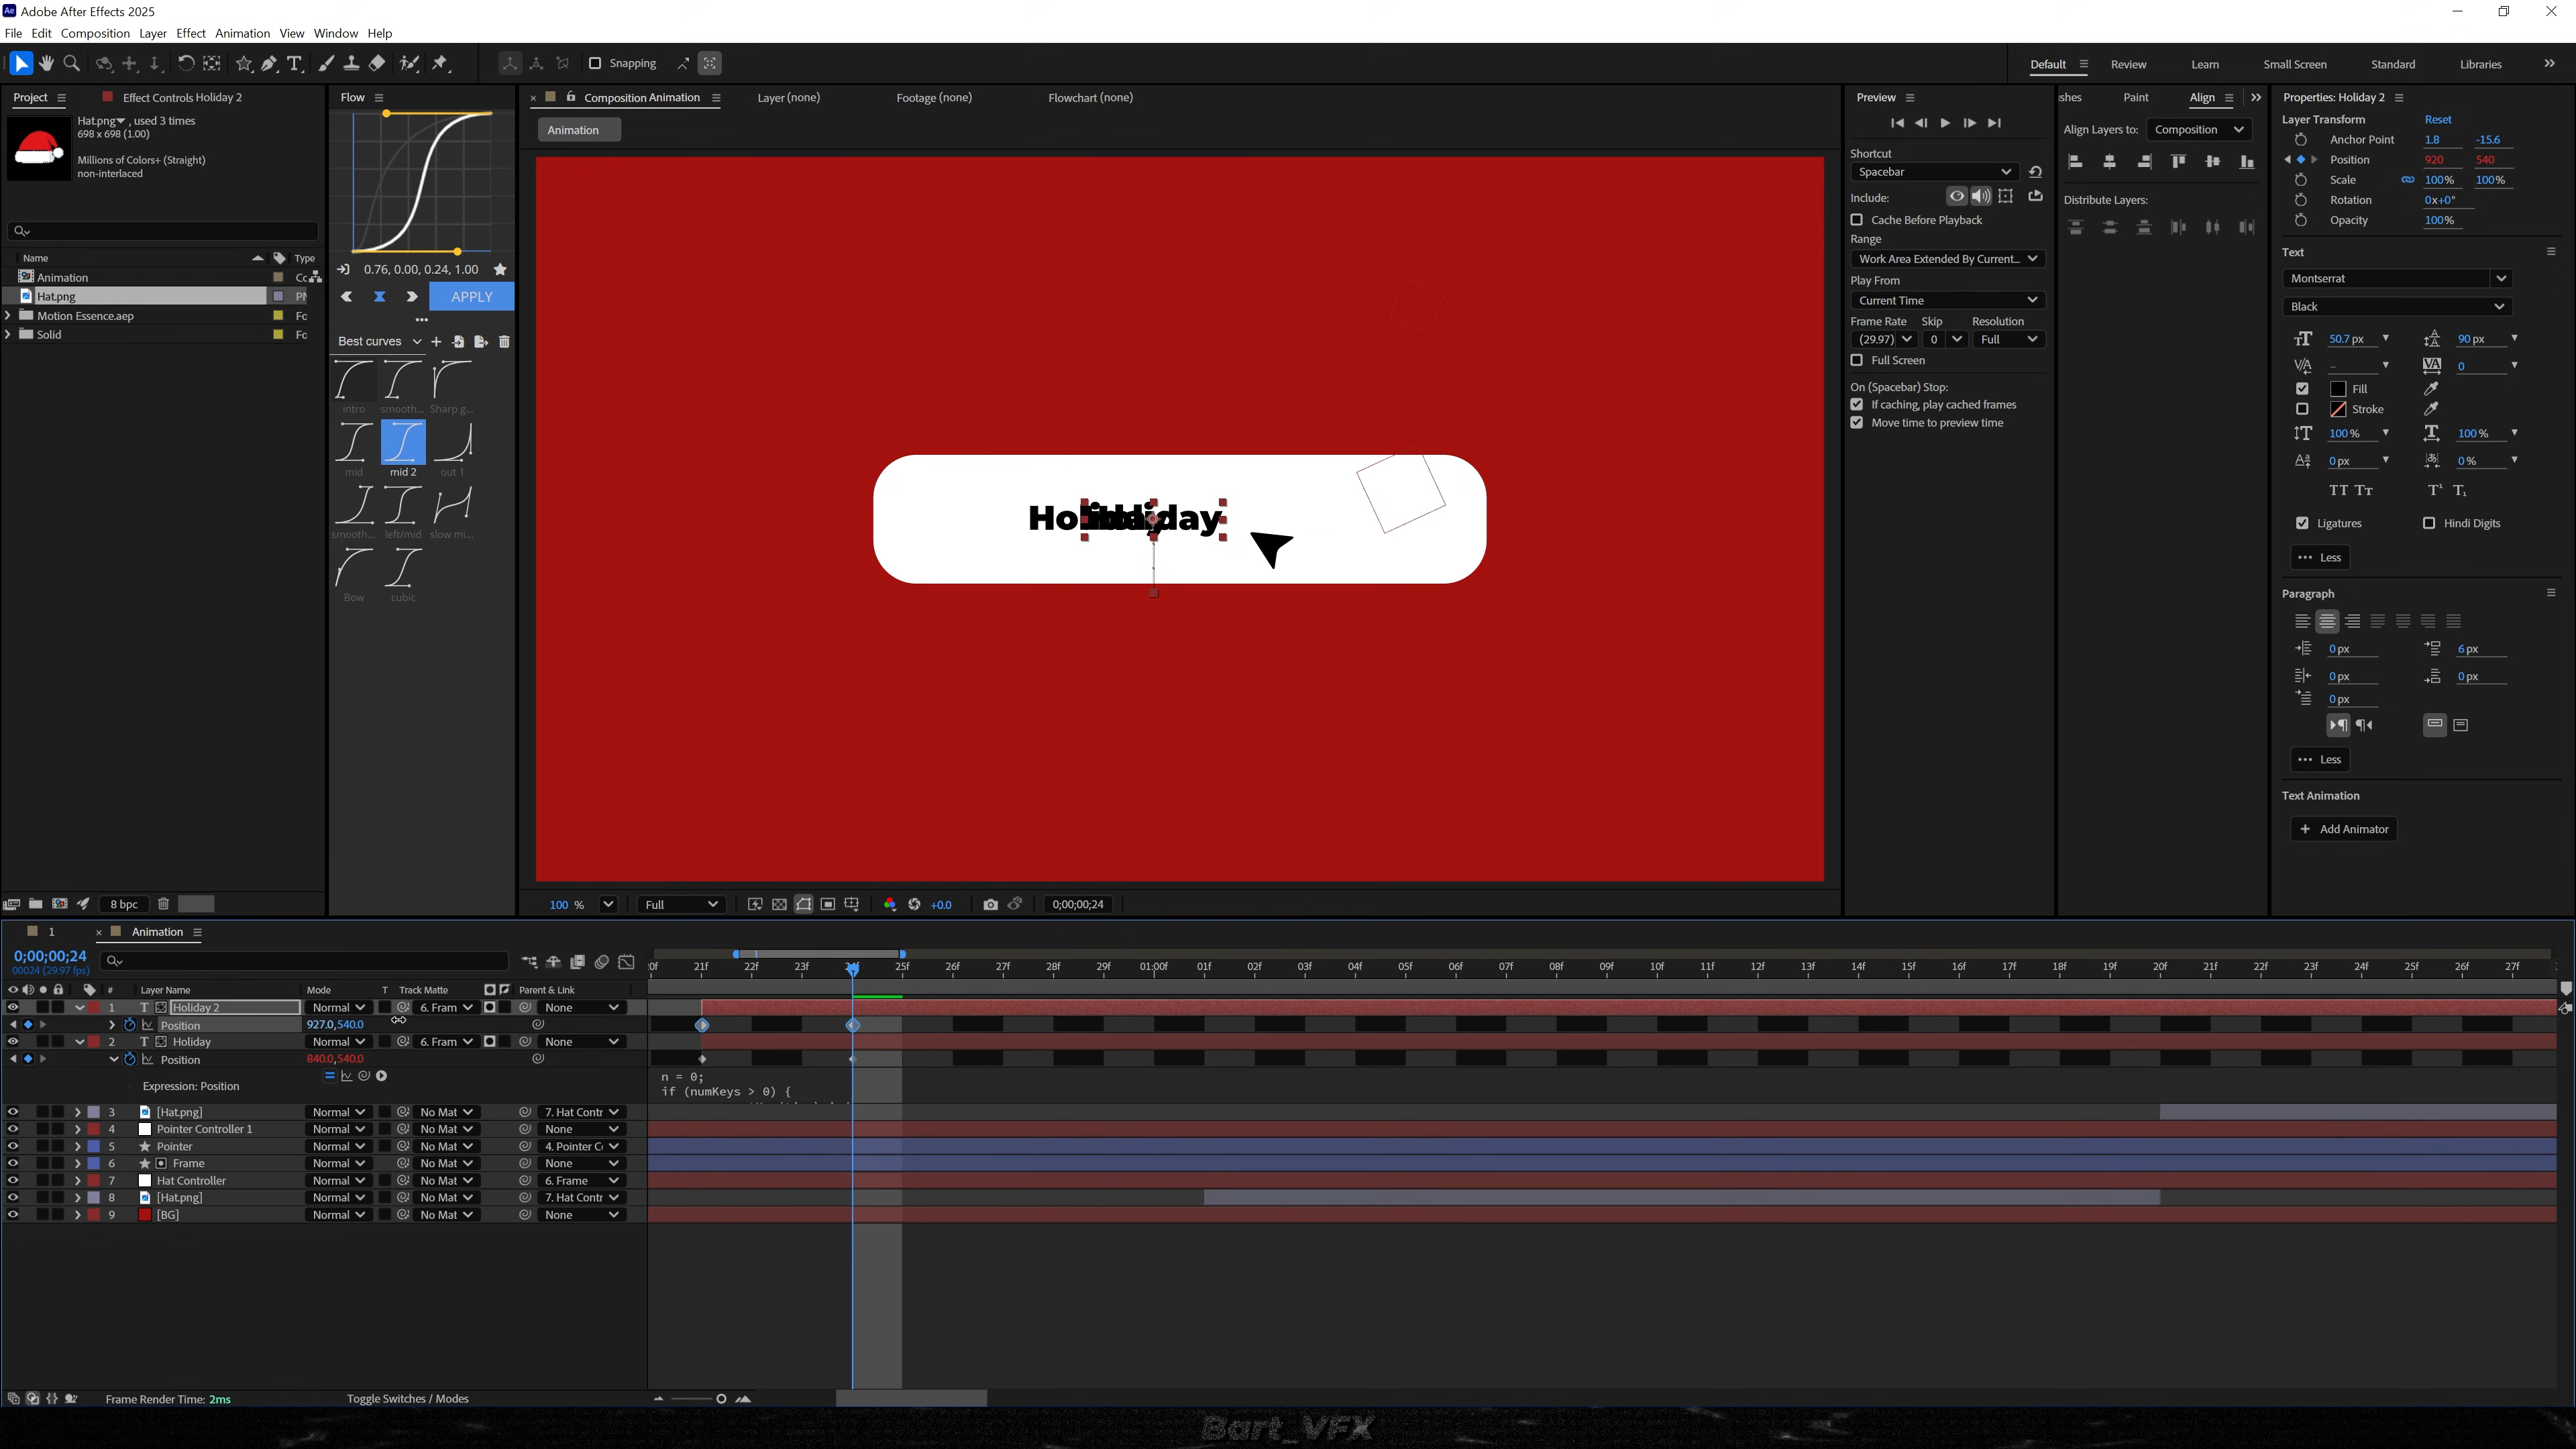 Adobe After Effects 2025
File Edit Composition Layer Effect Animation View Window Help
Snapping
Default Review Learn Small Screen Standard Libraries
Project
Effect Controls Holiday 2
Hat.png , used 3 times
698 x 698 (1.00)
Millions of Colors+ (Straight)
non-interlaced
Name Type
Animation
Hat.png
Motion Essence.aep Fo
Solid Fo
8 bpc
Flow
0.76, 0.00, 0.24, 1.00
APPLY
Best curves
intro smooth... Sharp g...
mid mid 2 out 1
smooth... left/mid slow mi...
Bow cubic
Composition Animation Layer (none) Footage (none) Flowchart (none)
Animation
100 % Full +0.0 0;00;00;24
Preview
Shortcut
Spacebar
Include:
Cache Before Playback
Range
Work Area Extended By Current...
Play From
Current Time
Frame Rate Skip Resolution
(29.97) 0 Full
Full Screen
On (Spacebar) Stop:
If caching, play cached frames
Move time to preview time
shes Paint Align
Align Layers to: Composition
Distribute Layers:
Properties: Holiday 2
Layer Transform Reset
Anchor Point 1.8 -15.6
Position 920 540
Scale 100% 100%
Rotation 0x+0°
Opacity 100%
Text
Montserrat
Black
50.7 px 90 px
0
Fill
Stroke
100 % 100 %
0 px 0 %
Ligatures Hindi Digits
Less
Paragraph
0 px 6 px
0 px 0 px
0 px
Less
Text Animation
Add Animator
1 Animation
0;00;00;24
00024 (29.97 fps)
21f 22f 23f 24f 25f 26f 27f 28f 29f 01:00f 01f 02f 03f 04f 05f 06f 07f 08f 09f 10f 11f 12f 13f 14f 15f 16f 17f 18f 19f 20f 21f 22f 23f 24f 25f 26f 27f
# Layer Name Mode T Track Matte Parent & Link
1 T Holiday 2 Normal 6. Fram None
Position 927.0,540.0
2 T Holiday Normal 6. Fram None
Position 840.0,540.0
Expression: Position
n = 0;
if (numKeys > 0) {
3 [Hat.png] Normal No Mat 7. Hat Contr
4 Pointer Controller 1 Normal No Mat None
5 Pointer Normal No Mat 4. Pointer Cc
6 Frame Normal No Mat None
7 Hat Controller Normal No Mat 6. Frame
8 [Hat.png] Normal No Mat 7. Hat Contr
9 [BG] Normal No Mat None
Frame Render Time: 2ms Toggle Switches / Modes
Bart_VFX